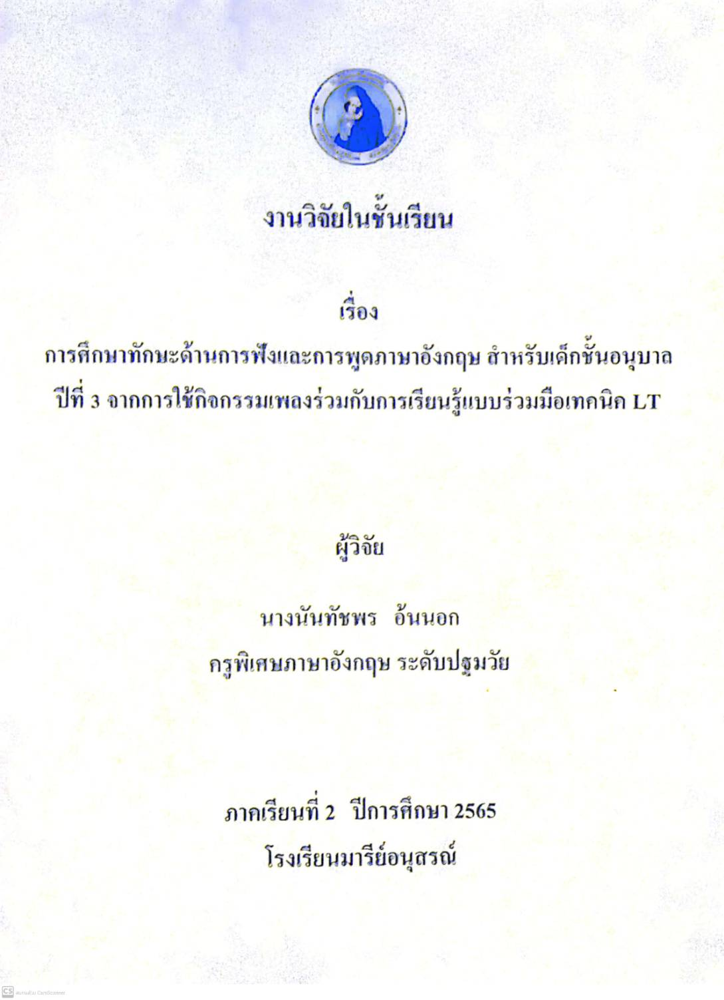 งานวิจัยในชั้นเรียน
เรื่อง
การศึกษาทักษะด้านการฟังและการพูดภาษาอังกฤษ สำหรับเด็กชั้นอนุบาล
ปีที่ 3 จากการใช้กิจกรรมเพลงร่วมกับการเรียนรู้แบบร่วมมือเทคนิค LT
ผู้วิจัย
นางนันทัชพร อ้นนอก
ครูพิเศษภาษาอังกฤษ ระดับปฐมวัย
ภาคเรียนที่ 2 ปีการศึกษา 2565
โรงเรียนมารีย์อนุสรณ์
CS สแกนด้วย CamScanner